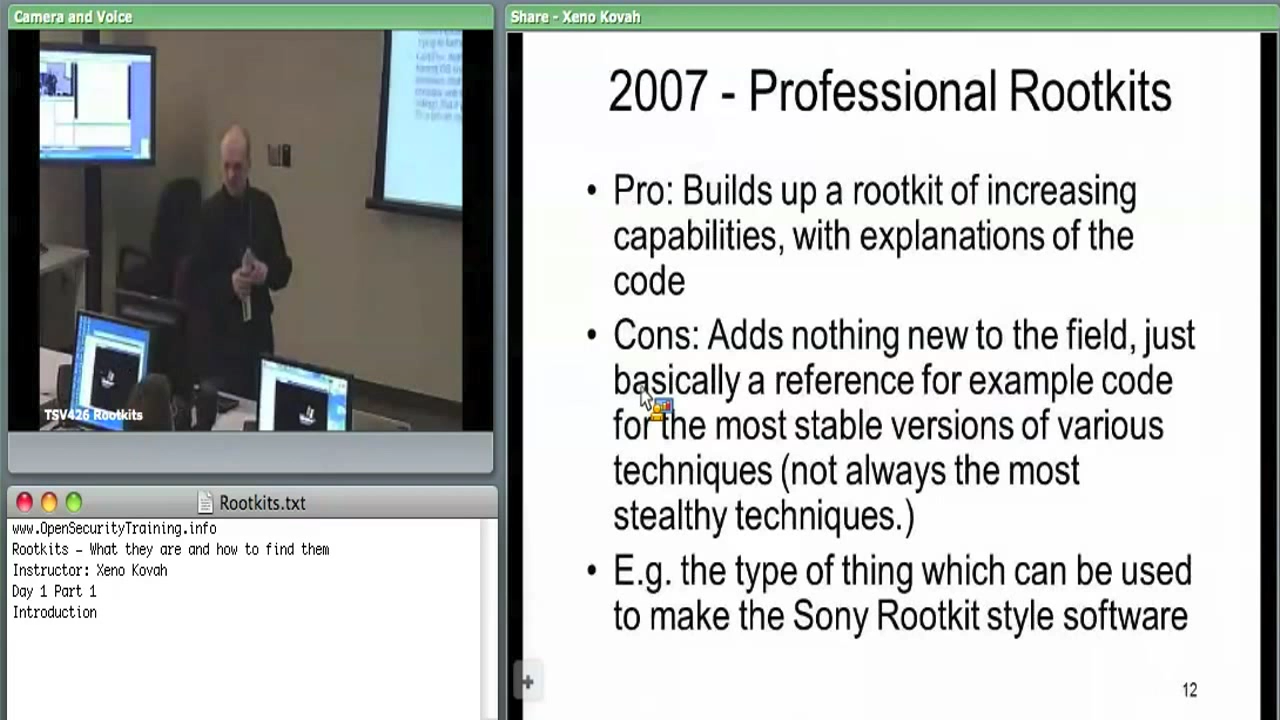 Camera and Voice
TSV426 Rootkits
Rootkits.txt
www.OpenSecurityTraining.info
Rootkits – What they are and how to find them
Instructor: Xeno Kovah
Day 1 Part 1
Introduction
Share - Xeno Kovah
2007 - Professional Rootkits
• Pro: Builds up a rootkit of increasing
capabilities, with explanations of the
code
• Cons: Adds nothing new to the field, just
basically a reference for example code
for the most stable versions of various
techniques (not always the most
stealthy techniques.)
• E.g. the type of thing which can be used
to make the Sony Rootkit style software
12